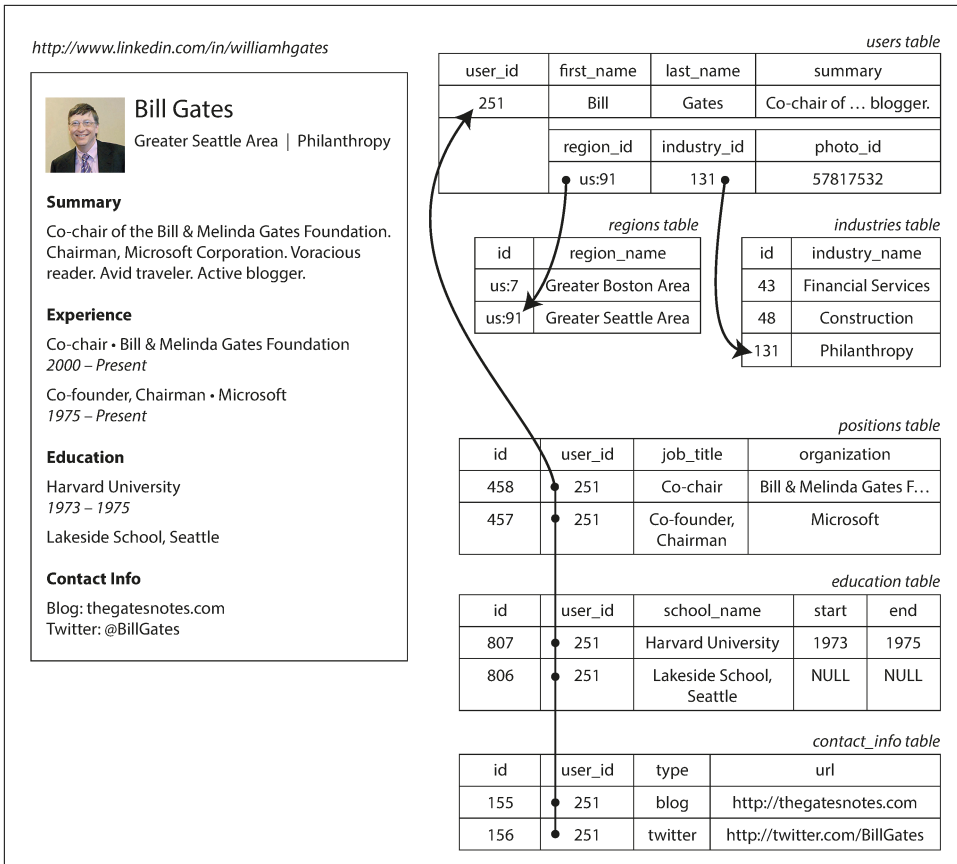 http://www.linkedin.com/in/williamhgates
Bill Gates
Greater Seattle Area | Philanthropy
Summary
Co-chair of the Bill & Melinda Gates Foundation.
Chairman, Microsoft Corporation. Voracious
reader. Avid traveler. Active blogger.
Experience
Co-chair • Bill & Melinda Gates Foundation
2000 – Present
Co-founder, Chairman • Microsoft
1975 – Present
Education
Harvard University
1973 – 1975
Lakeside School, Seattle
Contact Info
Blog: thegatesnotes.com
Twitter: @BillGates
users table
user_id first_name last_name summary
251 Bill Gates Co-chair of … blogger.
region_id industry_id photo_id
us:91 131 57817532
regions table
id region_name
us:7 Greater Boston Area
us:91 Greater Seattle Area
industries table
id industry_name
43 Financial Services
48 Construction
131 Philanthropy
positions table
id user_id job_title organization
458 251 Co-chair Bill & Melinda Gates F…
457 251 Co-founder, Microsoft
Chairman
education table
id user_id school_name start end
807 251 Harvard University 1973 1975
806 251 Lakeside School, NULL NULL
Seattle
contact_info table
id user_id type url
155 251 blog http://thegatesnotes.com
156 251 twitter http://twitter.com/BillGates